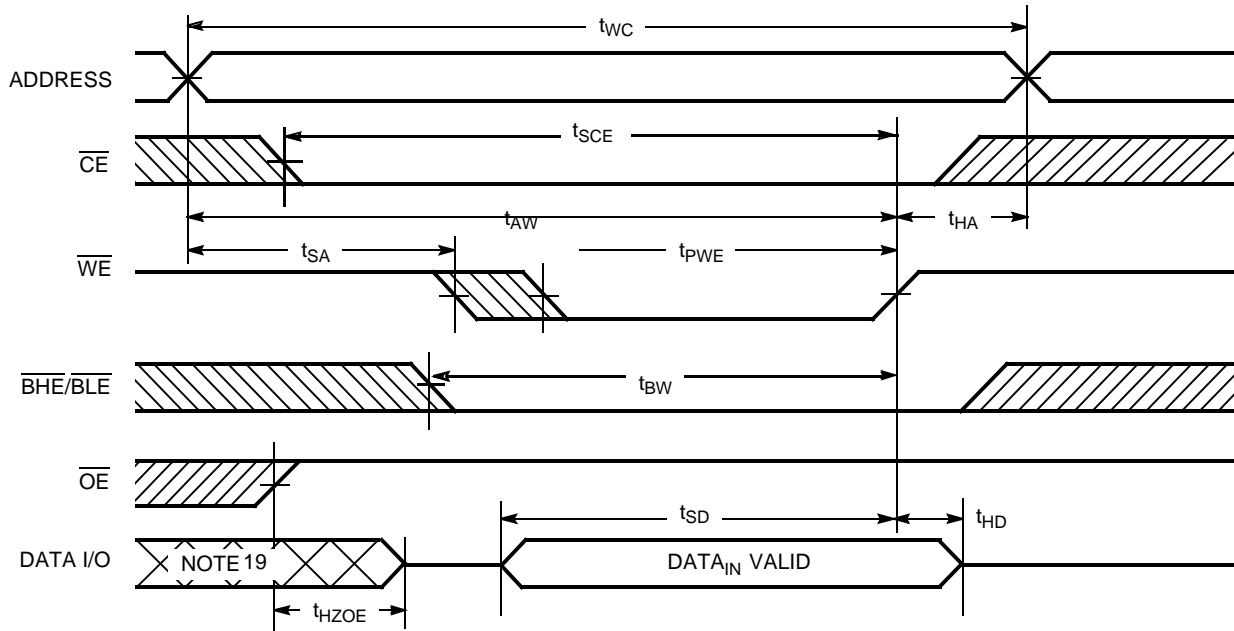 tWC
ADDRESS
tSCE
CE
tAW
tHA
tSA
tPWE
WE
BHE/BLE
tBW
OE
tSD
tHD
DATA I/O
NOTE 19
DATAIN VALID
tHZOE